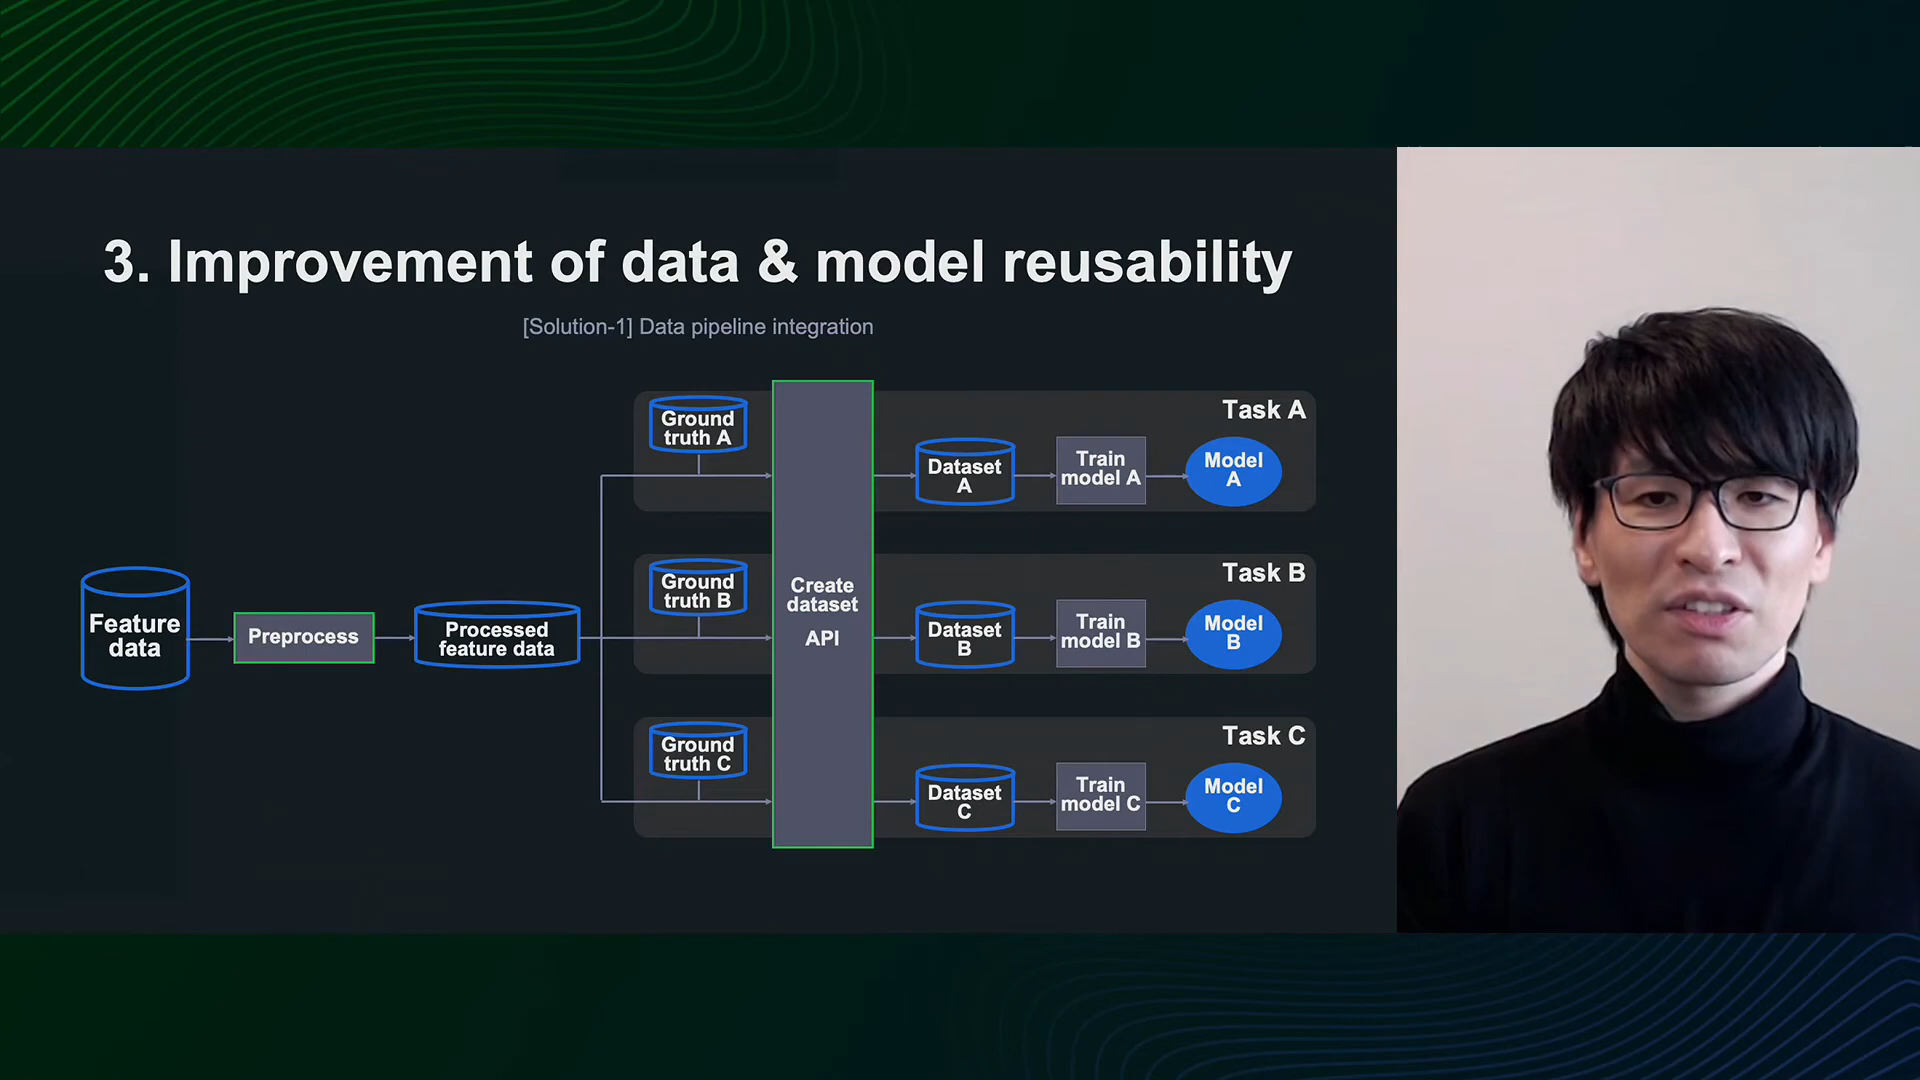 3. Improvement of data & model reusability
[Solution-1] Data pipeline integration
Feature
data
Preprocess
Processed
feature data
Ground
truth A
Ground
truth B
Ground
truth C
Create
dataset
API
Task A
Dataset
A
Train
model A
Model
A
Task B
Dataset
B
Train
model B
Model
B
Task C
Dataset
C
Train
model C
Model
C